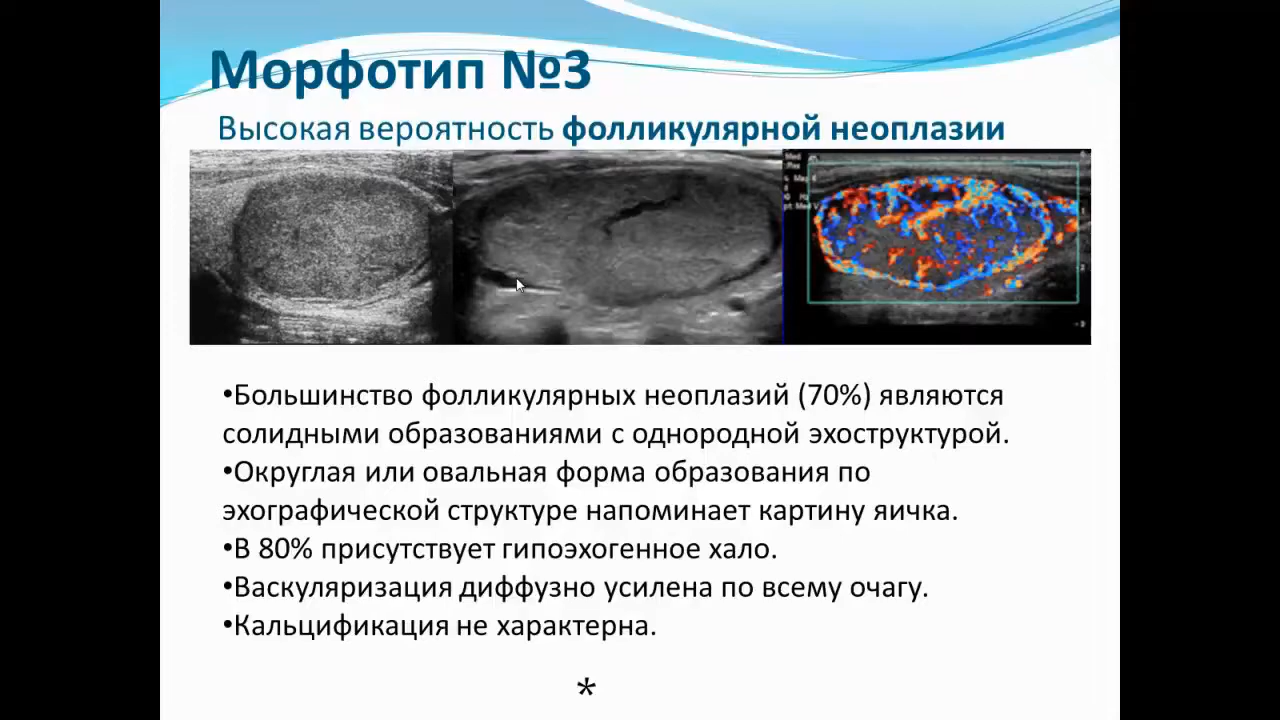 Морфотип №3
Высокая вероятность фолликулярной неоплазии
•Большинство фолликулярных неоплазий (70%) являются
солидными образованиями с однородной эхоструктурой.
•Округлая или овальная форма образования по
эхографической структуре напоминает картину яичка.
•В 80% присутствует гипоэхогенное хало.
•Васкуляризация диффузно усилена по всему очагу.
•Кальцификация не характерна.
*